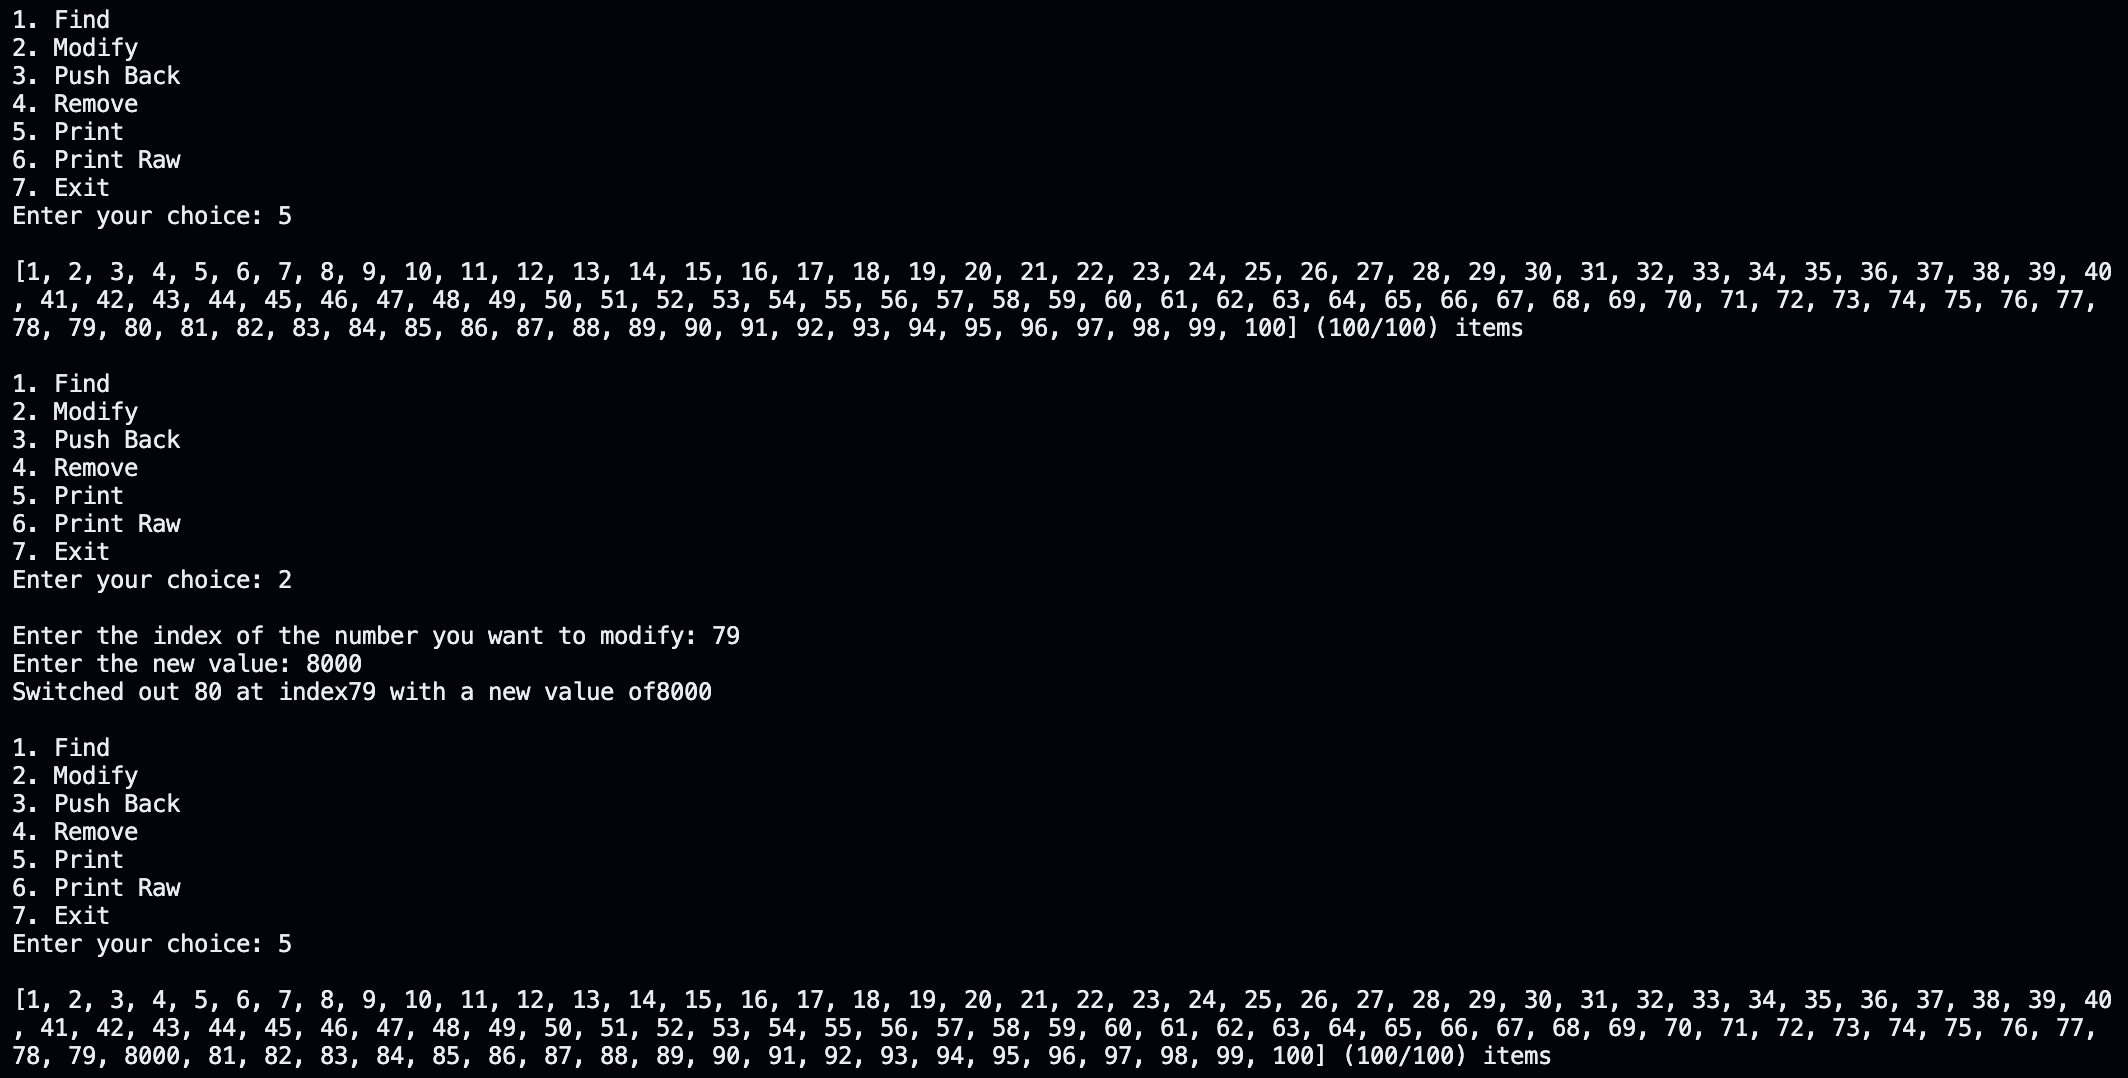 1. Find
2. Modify
3. Push Back
4. Remove
5. Print
6. Print Raw
7. Exit
Enter your choice: 5
[1, 2, 3, 4, 5, 6, 7, 8, 9, 10, 11, 12, 13, 14, 15, 16, 17, 18, 19, 20, 21, 22, 23, 24, 25, 26, 27, 28, 29, 30, 31, 32, 33, 34, 35, 36, 37, 38, 39, 40
, 41, 42, 43, 44, 45, 46, 47, 48, 49, 50, 51, 52, 53, 54, 55, 56, 57, 58, 59, 60, 61, 62, 63, 64, 65, 66, 67, 68, 69, 70, 71, 72, 73, 74, 75, 76, 77,
78, 79, 80, 81, 82, 83, 84, 85, 86, 87, 88, 89, 90, 91, 92, 93, 94, 95, 96, 97, 98, 99, 100] (100/100) items
1. Find
2. Modify
3. Push Back
4. Remove
5. Print
6. Print Raw
7. Exit
Enter your choice: 2
Enter the index of the number you want to modify: 79
Enter the new value: 8000
Switched out 80 at index79 with a new value of8000
1. Find
2. Modify
3. Push Back
4. Remove
5. Print
6. Print Raw
7. Exit
Enter your choice: 5
[1, 2, 3, 4, 5, 6, 7, 8, 9, 10, 11, 12, 13, 14, 15, 16, 17, 18, 19, 20, 21, 22, 23, 24, 25, 26, 27, 28, 29, 30, 31, 32, 33, 34, 35, 36, 37, 38, 39, 40
, 41, 42, 43, 44, 45, 46, 47, 48, 49, 50, 51, 52, 53, 54, 55, 56, 57, 58, 59, 60, 61, 62, 63, 64, 65, 66, 67, 68, 69, 70, 71, 72, 73, 74, 75, 76, 77,
78, 79, 8000, 81, 82, 83, 84, 85, 86, 87, 88, 89, 90, 91, 92, 93, 94, 95, 96, 97, 98, 99, 100] (100/100) items